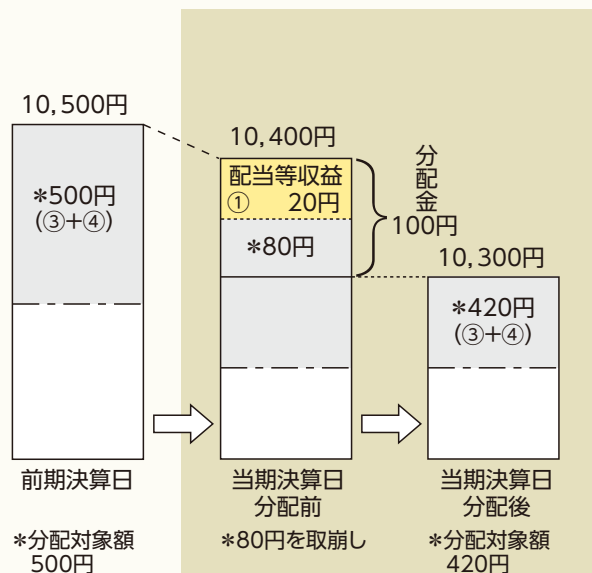 10,500円
*500円
(③+④)
前期決算日
*分配対象額
500円
10,400円
配当等収益
① 20円
*80円
分配金
100円
当期決算日
分配前
*80円を取崩し
10,300円
*420円
(③+④)
当期決算日
分配後
*分配対象額
420円